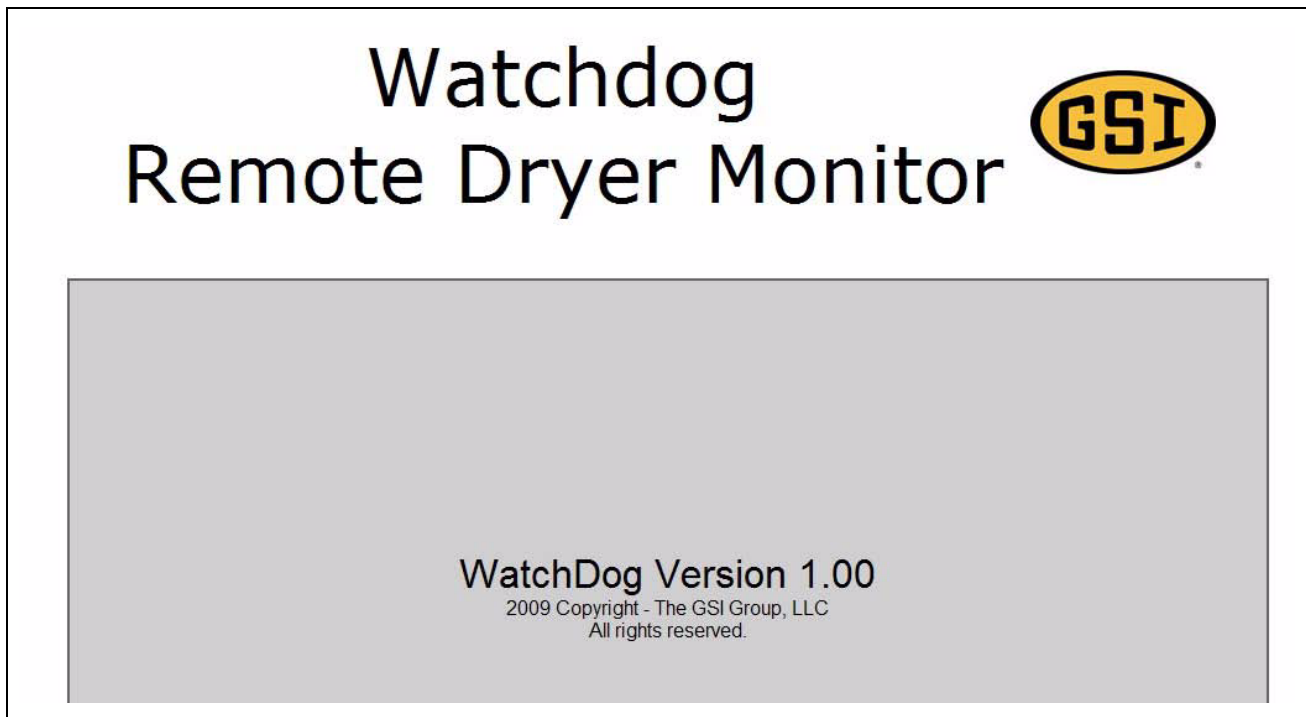 Watchdog
Remote Dryer Monitor
GSI
®
WatchDog Version 1.00
2009 Copyright - The GSI Group, LLC
All rights reserved.